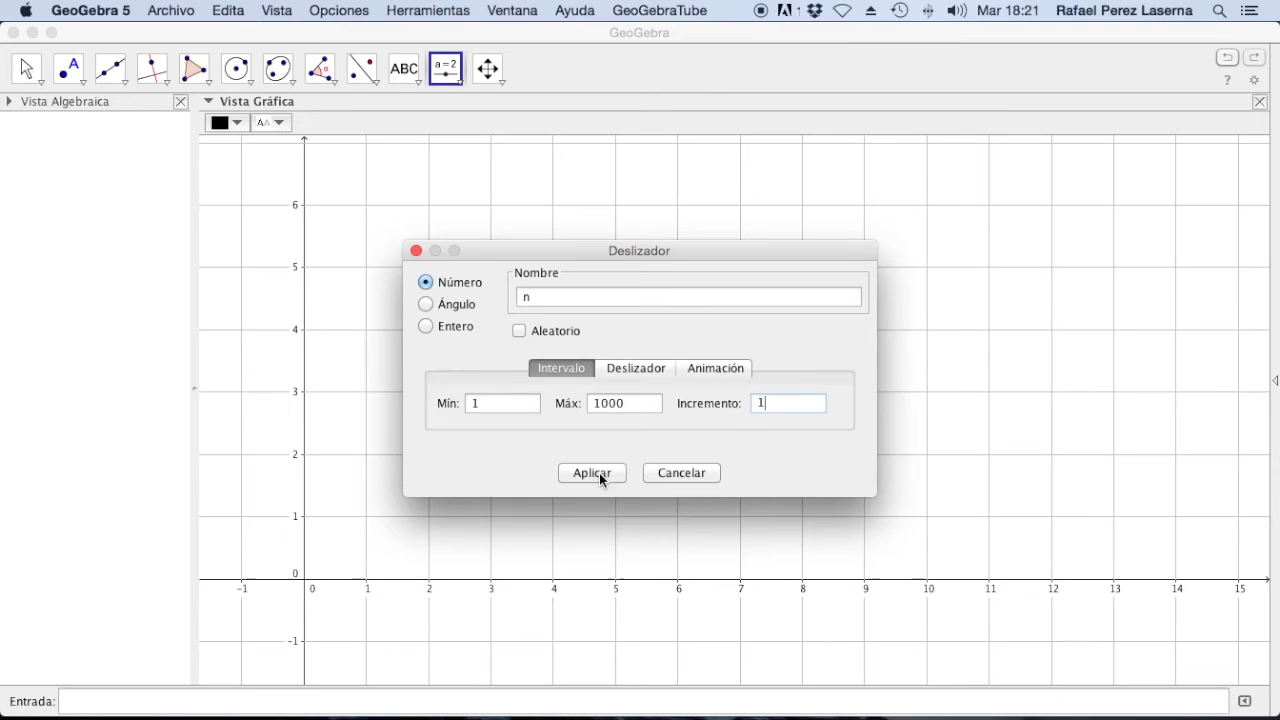 GeoGebra 5 Archivo Edita Vista Opciones Herramientas Ventana Ayuda GeoGebraTube 1 Mar 18:21 Rafael Perez Laserna
GeoGebra
ABC a=2
?
Vista Algebraica Vista Gráfica
AA
6
5
4
3
2
1
0
-1 0 1 2 3 4 5 6 7 8 9 10 11 12 13 14 15
-1
Deslizador
Número
Ángulo
Entero
Nombre
n
Aleatorio
Intervalo Deslizador Animación
Mín: 1 Máx: 1000 Incremento: 1
Aplicar Cancelar
Entrada: